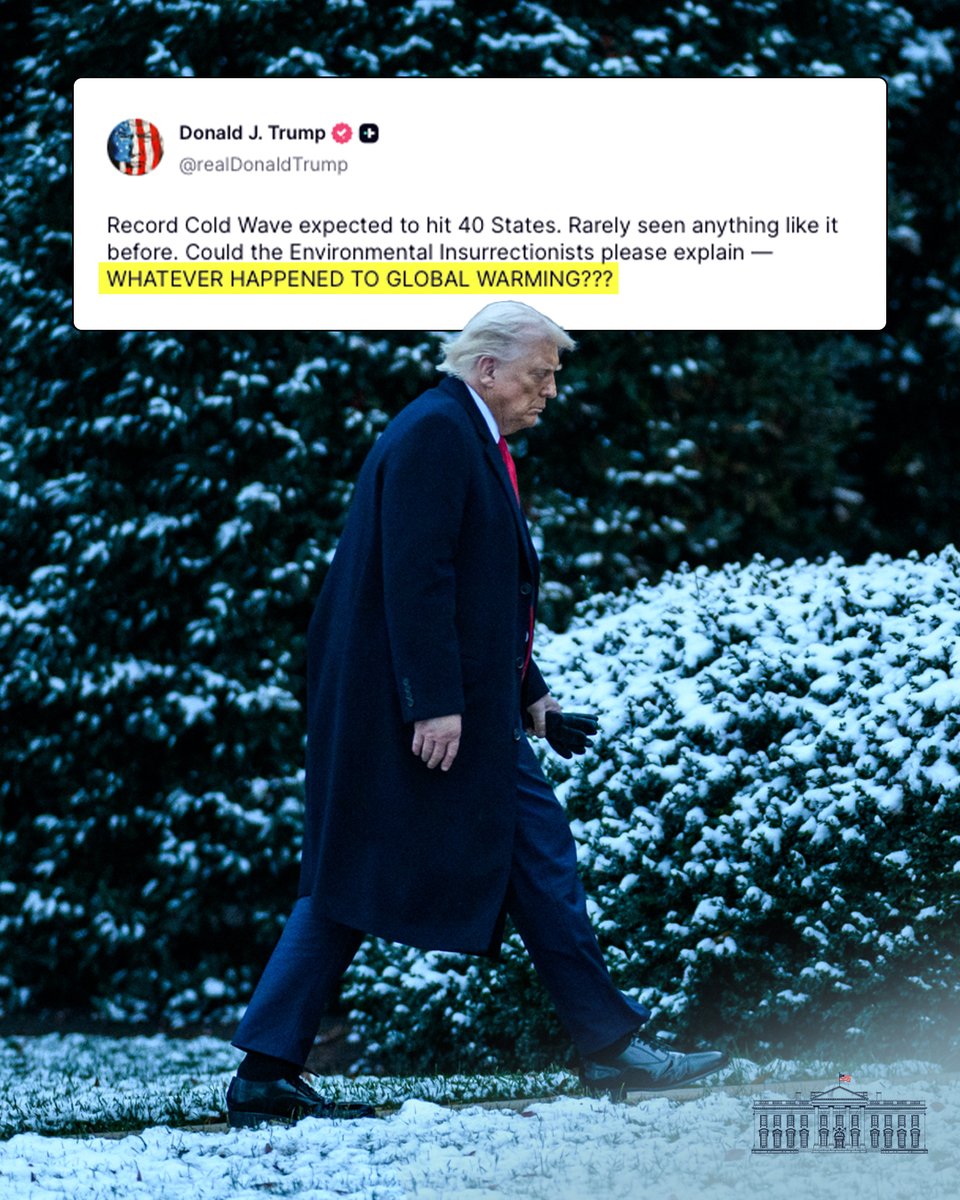 Donald J. Trump
@realDonaldTrump
Record Cold Wave expected to hit 40 States. Rarely seen anything like it
before. Could the Environmental Insurrectionists please explain —
WHATEVER HAPPENED TO GLOBAL WARMING???